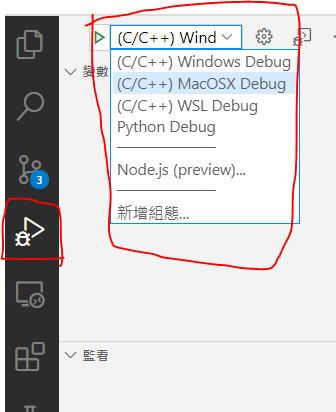 (C/C++) Wind
變數
(C/C++) Windows Debug
(C/C++) MacOSX Debug
(C/C++) WSL Debug
Python Debug
Node.js (preview)...
新增組態...
3
監看